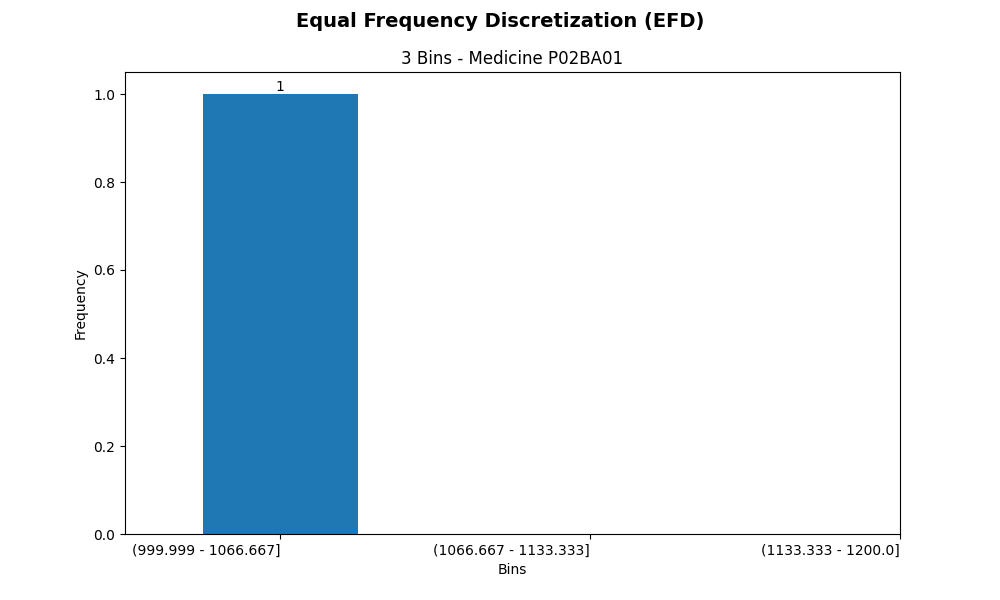 Equal Frequency Discretization (EFD)
3 Bins - Medicine P02BA01
1
1.0
0.8
0.6
0.4
0.2
0.0
Frequency
(999.999 - 1066.667]
(1066.667 - 1133.333]
(1133.333 - 1200.0]
Bins